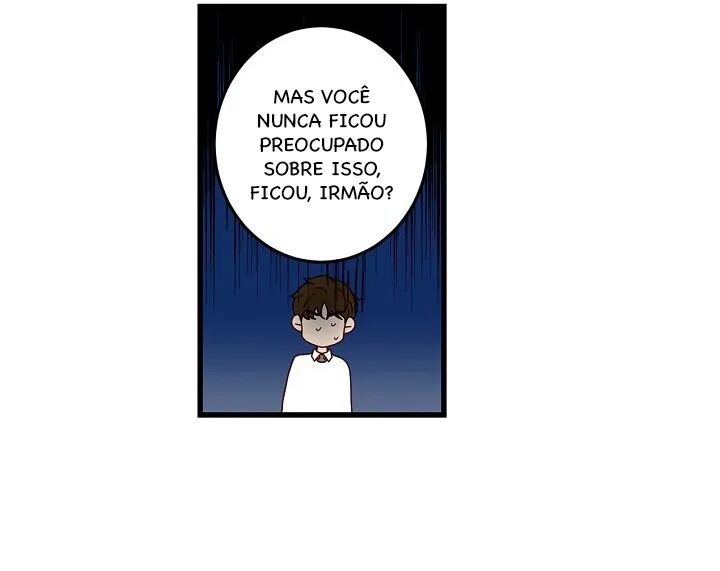 MAS VOCÊ
NUNCA FICOU
PREOCUPADO
SOBRE ISSO,
FICOU, IRMÃO?